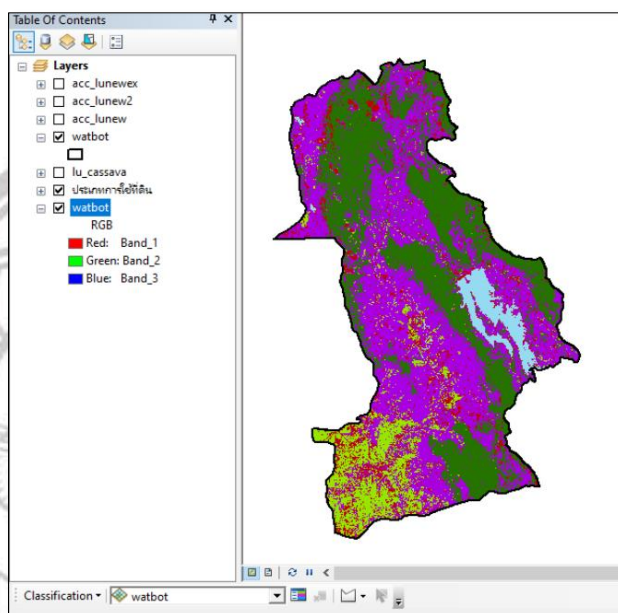 Table Of Contents
Layers
acc_lunewex
acc_lunew2
acc_lunew
watbot
lu_cassava
ประเภทการใช้ที่ดิน
watbot
RGB
Red: Band_1
Green: Band_2
Blue: Band_3
Classification
watbot